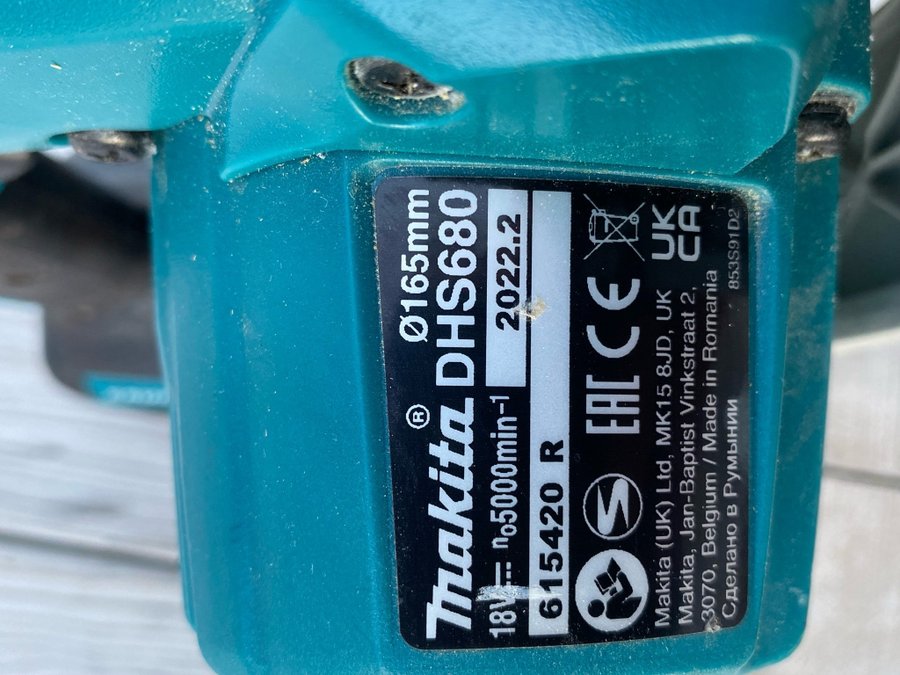 Ø165mm
Makita® DHS680
18V⎓ n₀5000min⁻¹ 2022.2
615420 R
EAC CE
UK
CA
Makita (UK) Ltd, MK15 8JD, UK
Makita, Jan-Baptist Vinkstraat 2,
3070, Belgium / Made in Romania
Сделано в Румынии 853S91D2